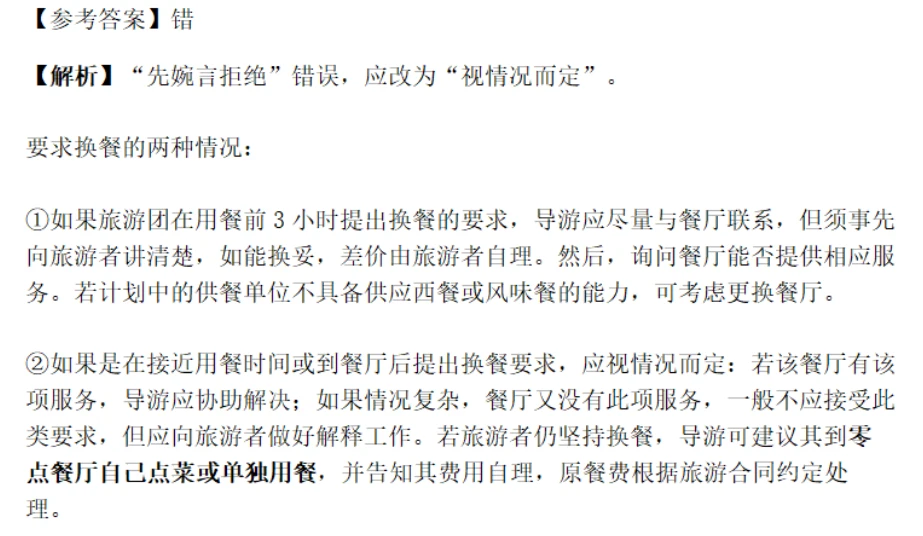 【参考答案】错
【解析】“先婉言拒绝”错误，应改为“视情况而定”。
要求换餐的两种情况：
①如果旅游团在用餐前 3 小时提出换餐的要求，导游应尽量与餐厅联系，但须事先
向旅游者讲清楚，如能换妥，差价由旅游者自理。然后，询问餐厅能否提供相应服
务。若计划中的供餐单位不具备供应西餐或风味餐的能力，可考虑更换餐厅。
②如果是在接近用餐时间或到餐厅后提出换餐要求，应视情况而定：若该餐厅有该
项服务，导游应协助解决；如果情况复杂，餐厅又没有此项服务，一般不应接受此
类要求，但应向旅游者做好解释工作。若旅游者仍坚持换餐，导游可建议其到零
点餐厅自己点菜或单独用餐，并告知其费用自理，原餐费根据旅游合同约定处
理。